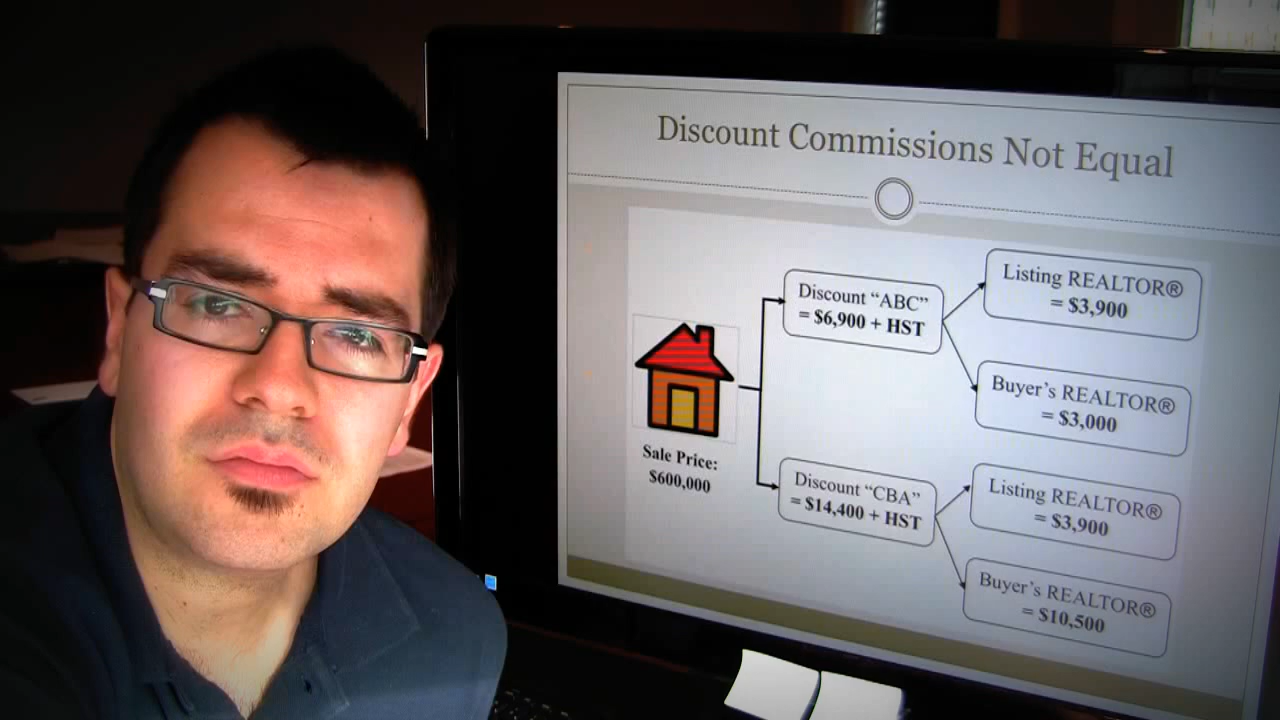 Discount Commissions Not Equal
Sale Price:
$600,000
Discount “ABC”
= $6,900 + HST
Listing REALTOR®
= $3,900
Buyer’s REALTOR®
= $3,000
Discount “CBA”
= $14,400 + HST
Listing REALTOR®
= $3,900
Buyer’s REALTOR®
= $10,500